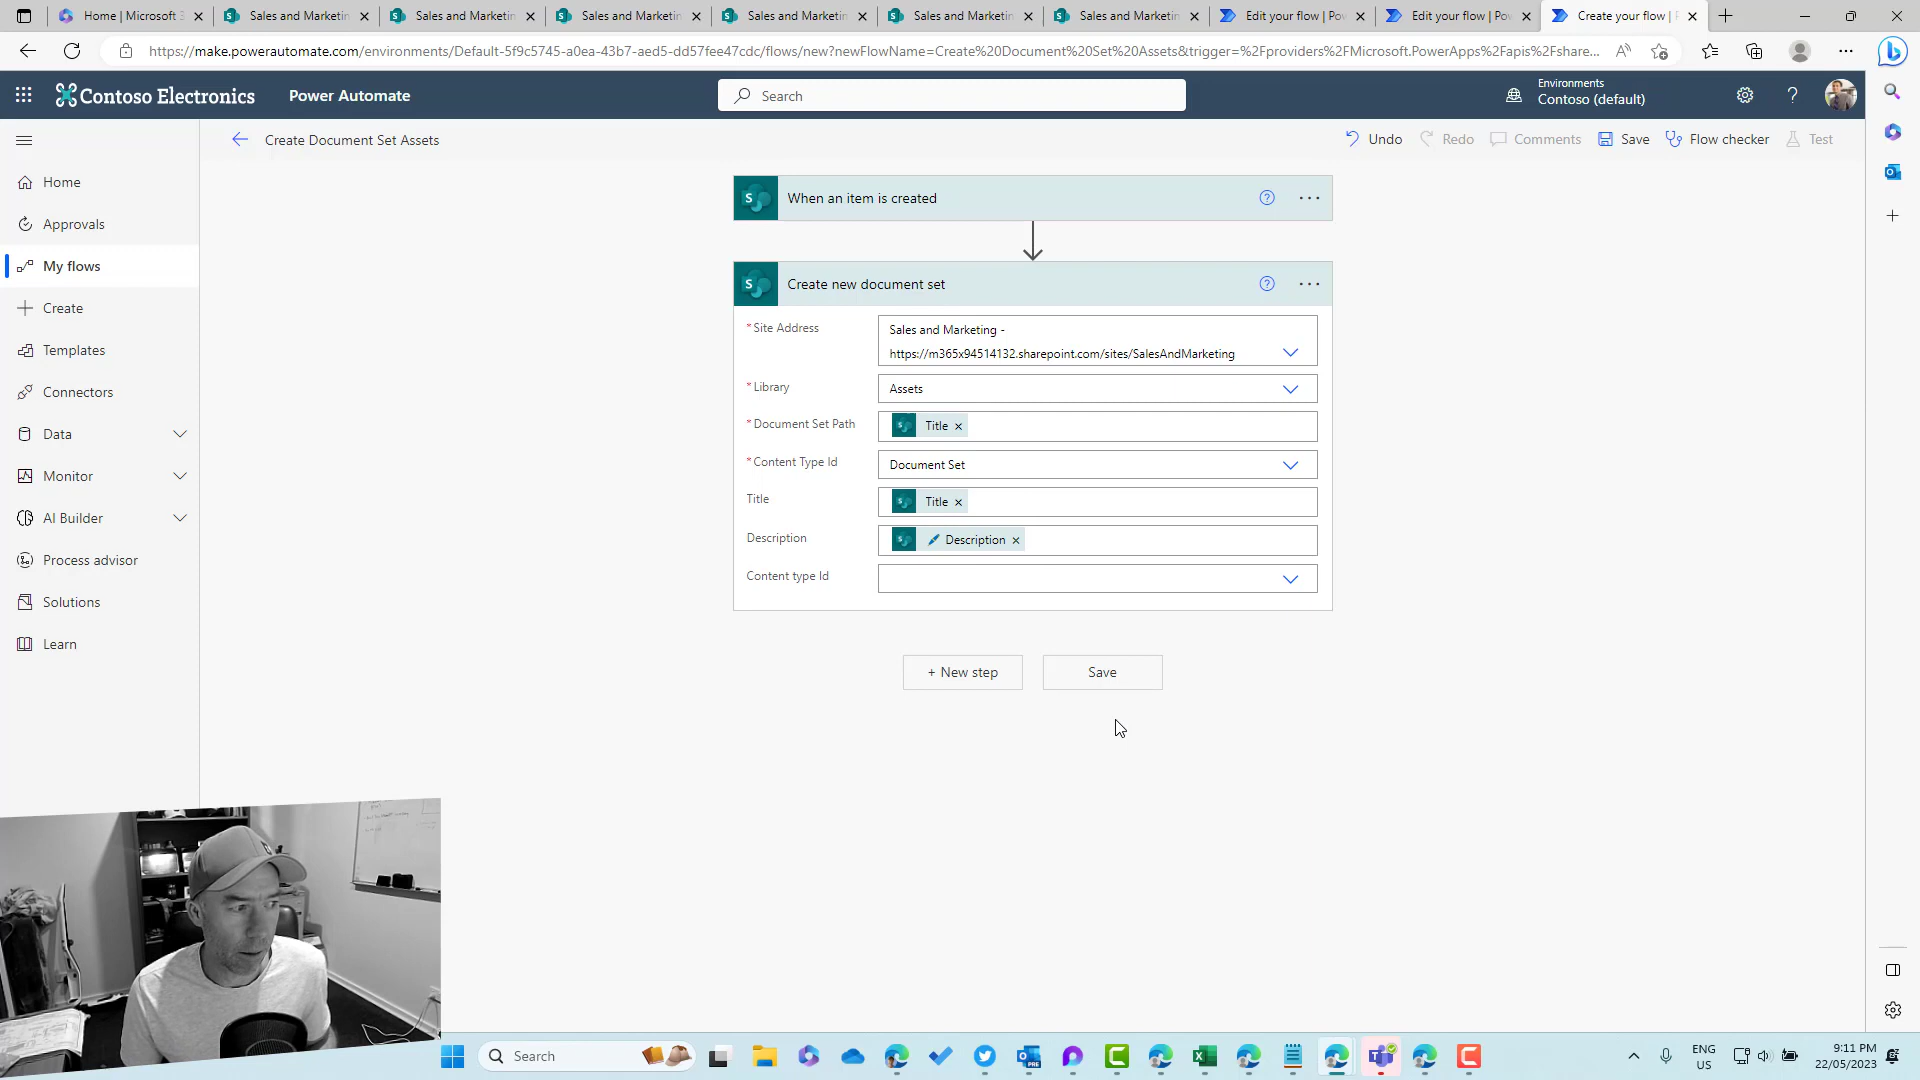 Home | Microsoft 3
Sales and Marketin
Sales and Marketin
Sales and Marketin
Sales and Marketin
Sales and Marketin
Sales and Marketin
Edit your flow | Pow
Edit your flow | Pow
Create your flow | P
https://make.powerautomate.com/environments/Default-5f9c5745-a0ea-43b7-aed5-dd57fee47cdc/flows/new?newFlowName=Create%20Document%20Set%20Assets&trigger=%2Fproviders%2FMicrosoft.PowerApps%2Fapis%2Fshare...
Contoso Electronics
Power Automate
Search
Environments
Contoso (default)
Create Document Set Assets
Undo
Redo
Comments
Save
Flow checker
Test
Home
Approvals
My flows
Create
Templates
Connectors
Data
Monitor
AI Builder
Process advisor
Solutions
Learn
When an item is created
Create new document set
* Site Address
Sales and Marketing -
https://m365x94514132.sharepoint.com/sites/SalesAndMarketing
* Library
Assets
* Document Set Path
Title ×
* Content Type Id
Document Set
Title
Title ×
Description
Description ×
Content type Id
+ New step
Save
Search
ENG
US
9:11 PM
22/05/2023